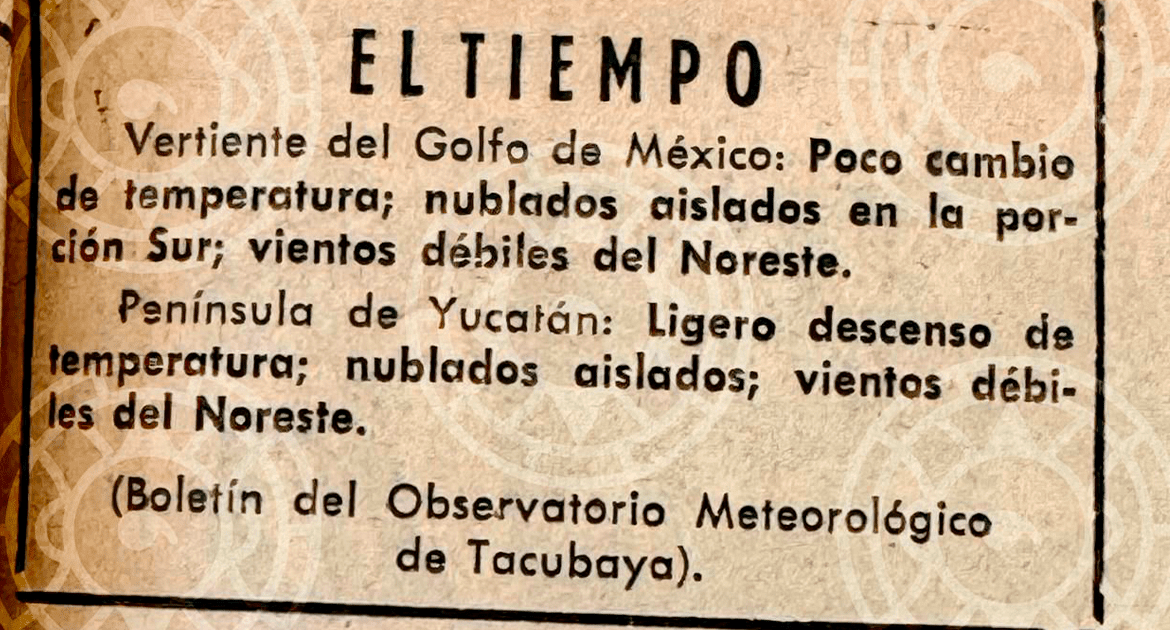 EL TIEMPO
Vertiente del Golfo de México: Poco cambio
de temperatura; nublados aislados en la por-
ción Sur; vientos débiles del Noreste.
Península de Yucatán: Ligero descenso de
temperatura; nublados aislados; vientos débi-
les del Noreste.
(Boletín del Observatorio Meteorológico
de Tacubaya).